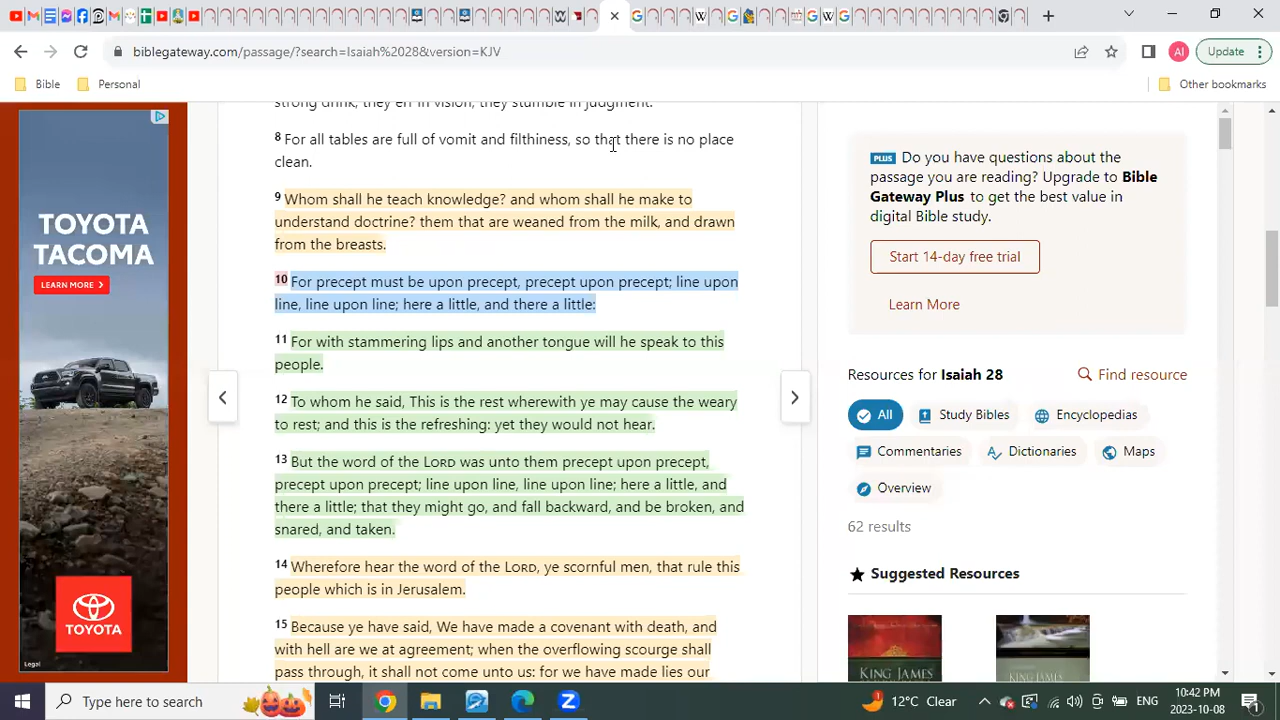 biblegateway.com/passage/?search=Isaiah%2028&version=KJV
Update
Bible
Personal
Other bookmarks
TOYOTA
TACOMA
LEARN MORE
TOYOTA
Legal
strong drink, they err in vision, they stumble in judgment.
8 For all tables are full of vomit and filthiness, so that there is no place
clean.
9 Whom shall he teach knowledge? and whom shall he make to
understand doctrine? them that are weaned from the milk, and drawn
from the breasts.
10 For precept must be upon precept, precept upon precept; line upon
line, line upon line; here a little, and there a little:
11 For with stammering lips and another tongue will he speak to this
people.
12 To whom he said, This is the rest wherewith ye may cause the weary
to rest; and this is the refreshing: yet they would not hear.
13 But the word of the LORD was unto them precept upon precept,
precept upon precept; line upon line, line upon line; here a little, and
there a little; that they might go, and fall backward, and be broken, and
snared, and taken.
14 Wherefore hear the word of the LORD, ye scornful men, that rule this
people which is in Jerusalem.
15 Because ye have said, We have made a covenant with death, and
with hell are we at agreement; when the overflowing scourge shall
pass through, it shall not come unto us: for we have made lies our
PLUS Do you have questions about the
passage you are reading? Upgrade to Bible
Gateway Plus to get the best value in
digital Bible study.
Start 14-day free trial
Learn More
Resources for Isaiah 28
Find resource
All
Study Bibles
Encyclopedias
Commentaries
Dictionaries
Maps
Overview
62 results
Suggested Resources
KING JAMES
Type here to search
12°C Clear
ENG
10:42 PM
2023-10-08
1